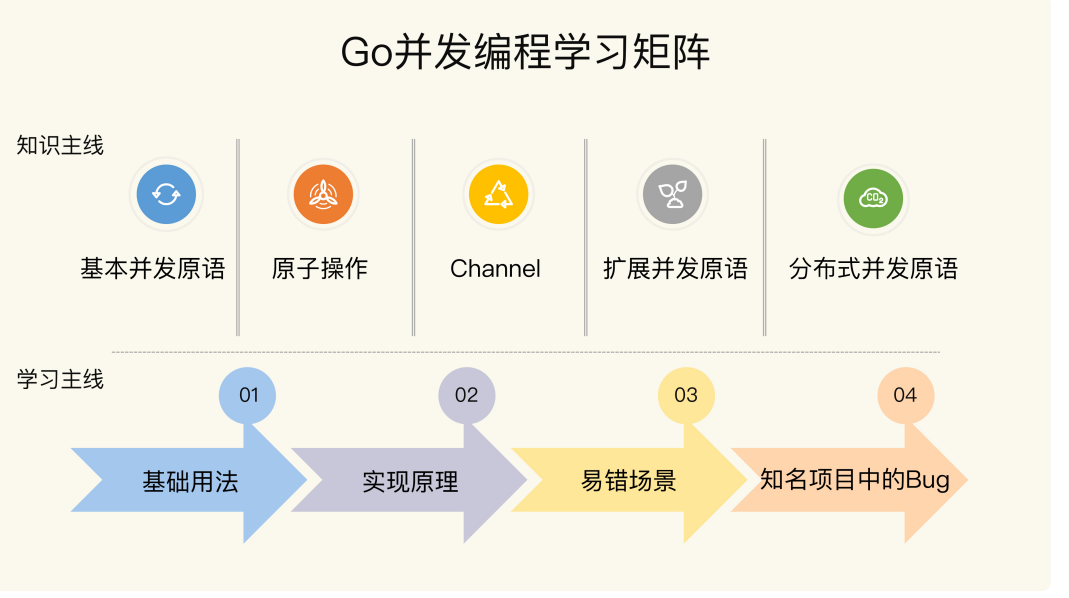 Go并发编程学习矩阵
知识主线
基本并发原语
原子操作
Channel
扩展并发原语
CO2
分布式并发原语
学习主线
01
02
03
04
基础用法
实现原理
易错场景
知名项目中的Bug